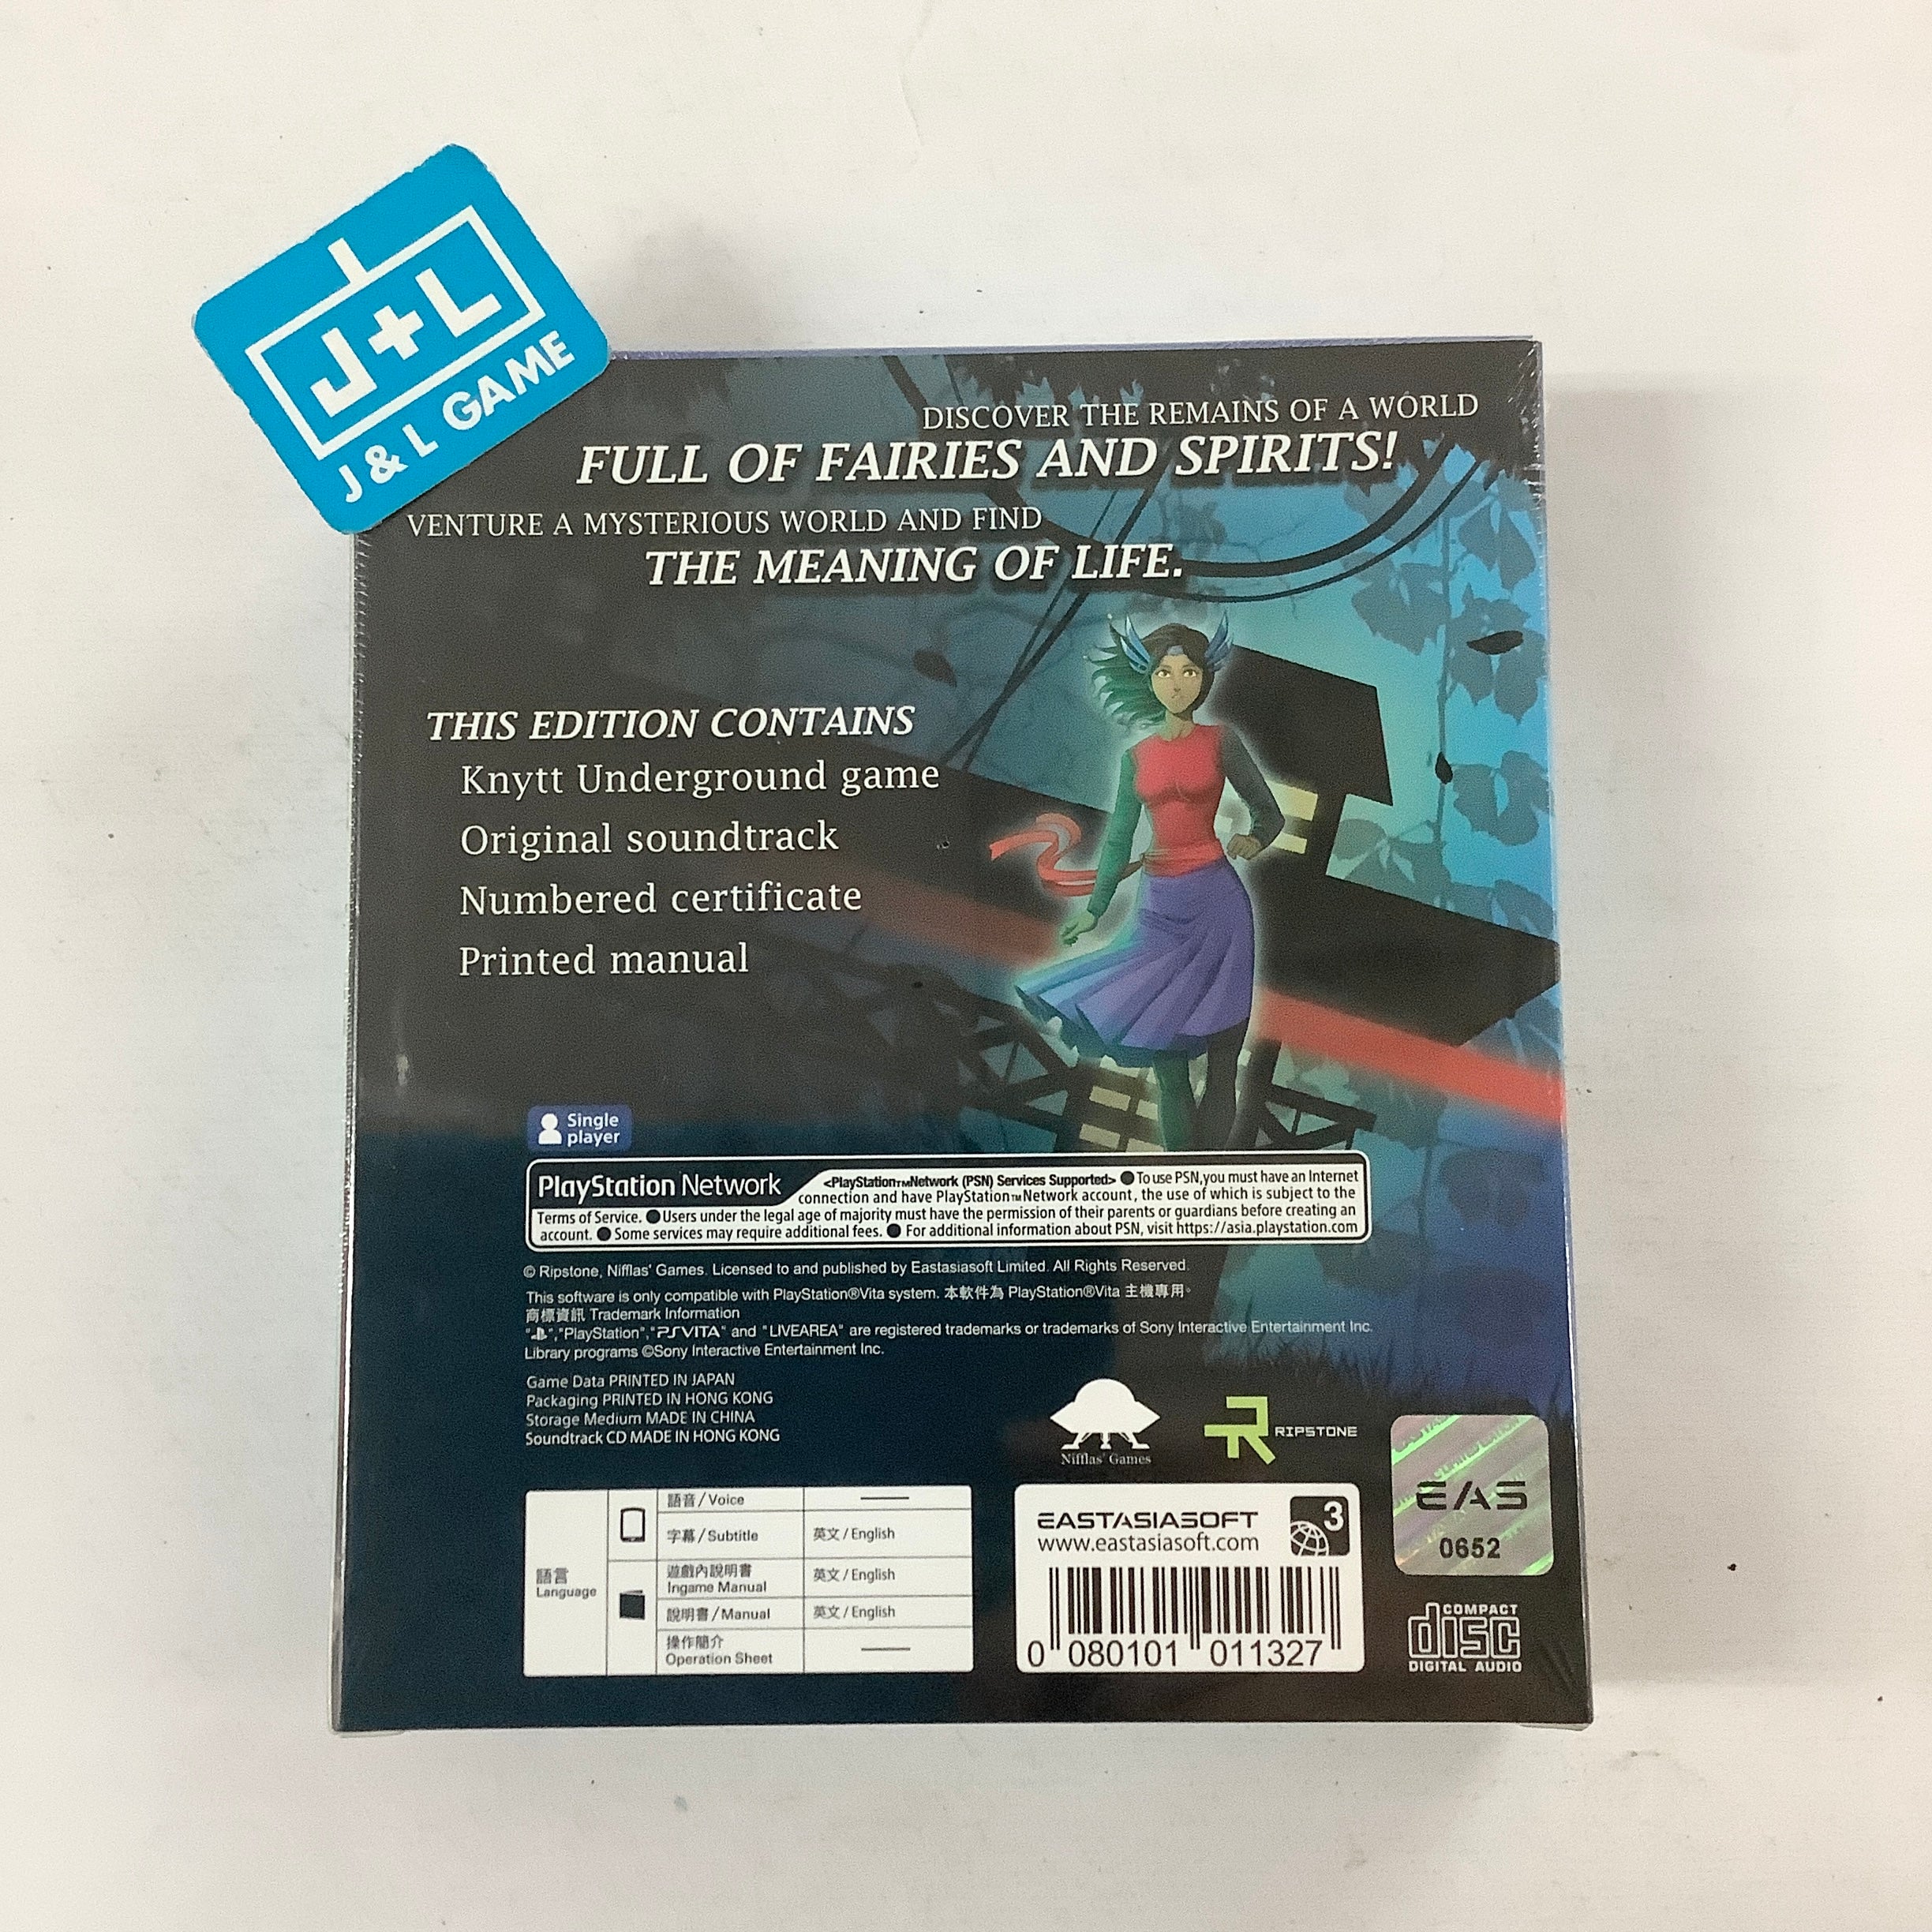 J+L
J & L GAME
DISCOVER THE REMAINS OF A WORLD
FULL OF FAIRIES AND SPIRITS!
VENTURE A MYSTERIOUS WORLD AND FIND
THE MEANING OF LIFE.
THIS EDITION CONTAINS
Knytt Underground game
Original soundtrack
Numbered certificate
Printed manual
Single
player
PlayStation Network
<PlayStation™Network (PSN) Services Supported> ●To use PSN,you must have an Internet
connection and have PlayStation™Network account, the use of which is subject to the
Terms of Service. ●Users under the legal age of majority must have the permission of their parents or guardians before creating an
account. ●Some services may require additional fees. ● For additional information about PSN, visit https://asia.playstation.com
© Ripstone, Nifflas' Games. Licensed to and published by Eastasiasoft Limited. All Rights Reserved.
This software is only compatible with PlayStation®Vita system. 本軟件為 PlayStation®Vita 主機專用。
商標資訊 Trademark Information
" ","PlayStation","PSVITA" and "LIVEAREA" are registered trademarks or trademarks of Sony Interactive Entertainment Inc.
Library programs ©Sony Interactive Entertainment Inc.
Game Data PRINTED IN JAPAN
Packaging PRINTED IN HONG KONG
Storage Medium MADE IN CHINA
Soundtrack CD MADE IN HONG KONG
Nifflas' Games
RIPSTONE
語言
Language
語音/Voice
字幕/Subtitle 英文/English
遊戲內說明書
Ingame Manual 英文/English
說明書/Manual 英文/English
操作簡介
Operation Sheet
EASTASIASOFT
www.eastasiasoft.com
3
0 080101 011327
EAS
0652
COMPACT
disc
DIGITAL AUDIO